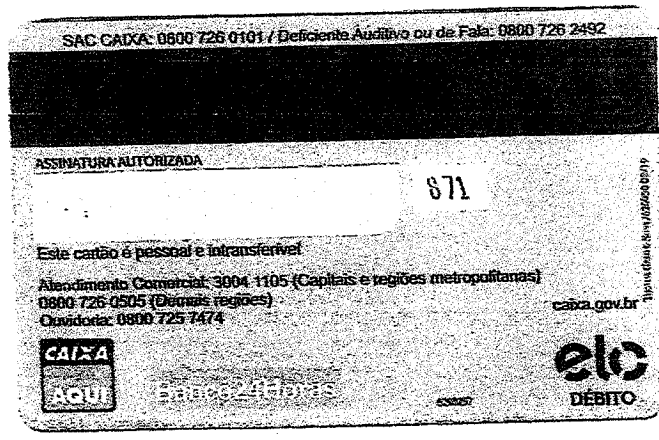 SAC CAIXA: 0800 726 0101 / Deficiente Auditivo ou de Fala: 0800 726 2492
ASSINATURA AUTORIZADA
871
Este cartão é pessoal e intransferível
Atendimento Comercial: 3004 1105 (Capitais e regiões metropolitanas)
0800 726 0505 (Demais regiões)
Ouvidoria: 0800 725 7474
caixa.gov.br
CAIXA
AQUI
Banco24Horas
elo
DÉBITO